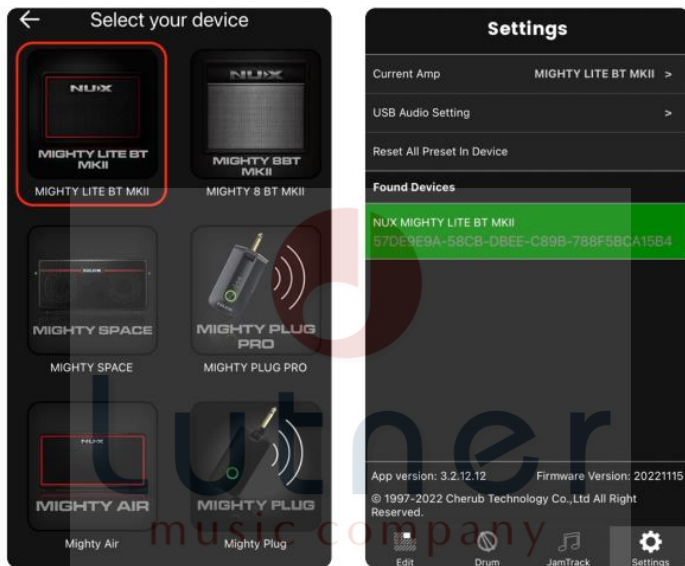 Select your device
NUX
MIGHTY LITE BT
MKII
MIGHTY LITE BT MKII
NUX
MIGHTY 8BT
MKII
MIGHTY 8 BT MKII
NUX
MIGHTY SPACE
MIGHTY SPACE
NUX
MIGHTY PLUG
PRO
MIGHTY PLUG PRO
NUX
MIGHTY AIR
Mighty Air
MIGHTY PLUG
Mighty Plug
Settings
Current Amp MIGHTY LITE BT MKII >
USB Audio Setting >
Reset All Preset In Device
Found Devices
NUX MIGHTY LITE BT MKII
57DE9E9A-58CB-DBEE-C89B-788F5BCA15B4
App version: 3.2.12.12 Firmware Version: 20221115
© 1997-2022 Cherub Technology Co.,Ltd All Right
Reserved.
Edit Drum JamTrack Settings
Lutner
music company